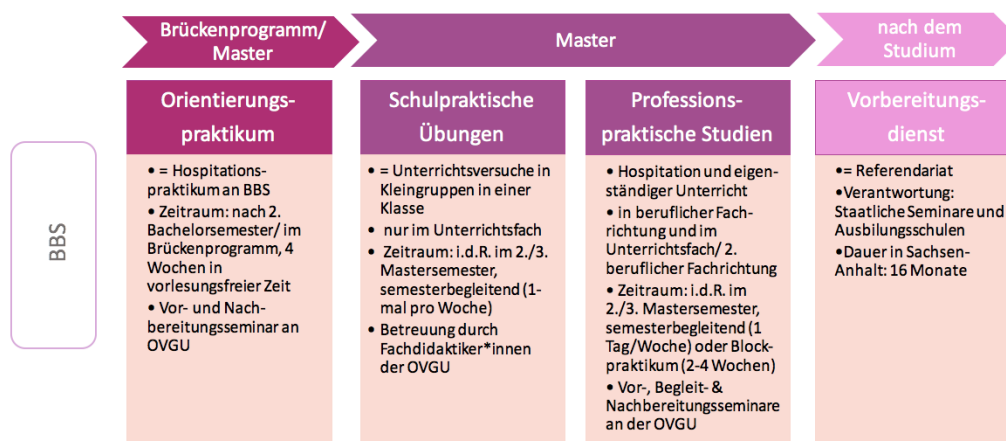 Brückenprogramm/
Master
Master
nach dem
Studium
BBS
Orientierungs-
praktikum
• = Hospitations-
praktikum an BBS
• Zeitraum: nach 2.
Bachelorsemester/ im
Brückenprogramm, 4
Wochen in
vorlesungsfreier Zeit
• Vor- und Nach-
bereitungsseminar an
OVGU
Schulpraktische
Übungen
• = Unterrichtsversuche in
Kleingruppen in einer
Klasse
• nur im Unterrichtsfach
• Zeitraum: i.d.R. im 2./3.
Mastersemester,
semesterbegleitend (1-
mal pro Woche)
• Betreuung durch
Fachdidaktiker*innen
der OVGU
Professions-
praktische Studien
• Hospitation und eigen-
ständiger Unterricht
• in beruflicher Fach-
richtung und im
Unterrichtsfach/ 2.
beruflicher Fachrichtung
• Zeitraum: i.d.R. im
2./3. Mastersemester,
semesterbegleitend (1
Tag/Woche) oder Block-
praktikum (2-4 Wochen)
• Vor-, Begleit- &
Nachbereitungsseminare
an der OVGU
Vorbereitungs-
dienst
•= Referendariat
•Verantwortung:
Staatliche Seminare und
Ausbilungsschulen
•Dauer in Sachsen-
Anhalt: 16 Monate